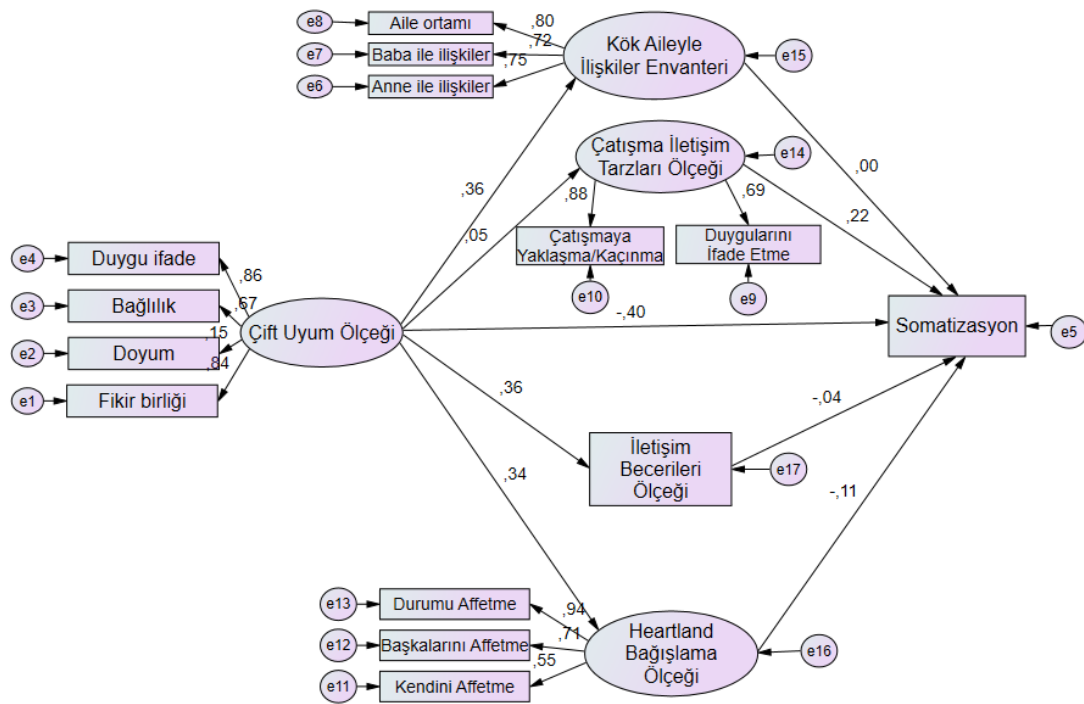 e8
Aile ortamı
,80
e7
Baba ile ilişkiler
,72
e6
Anne ile ilişkiler
,75
Kök Aileyle
İlişkiler Envanteri
e15
Çatışma İletişim
Tarzları Ölçeği
e14
,00
,36
,88
,69
,22
,05
Çatışmaya
Yaklaşma/Kaçınma
Duygularını
İfade Etme
e10
e9
e4
Duygu ifade
,86
e3
Bağlılık
,67
e2
Doyum
,15
e1
Fikir birliği
,84
Çift Uyum Ölçeği
-,40
Somatizasyon
e5
,36
-,04
İletişim
Becerileri
Ölçeği
e17
,34
-,11
e13
Durumu Affetme
,94
e12
Başkalarını Affetme
,71
e11
Kendini Affetme
,55
Heartland
Bağışlama
Ölçeği
e16